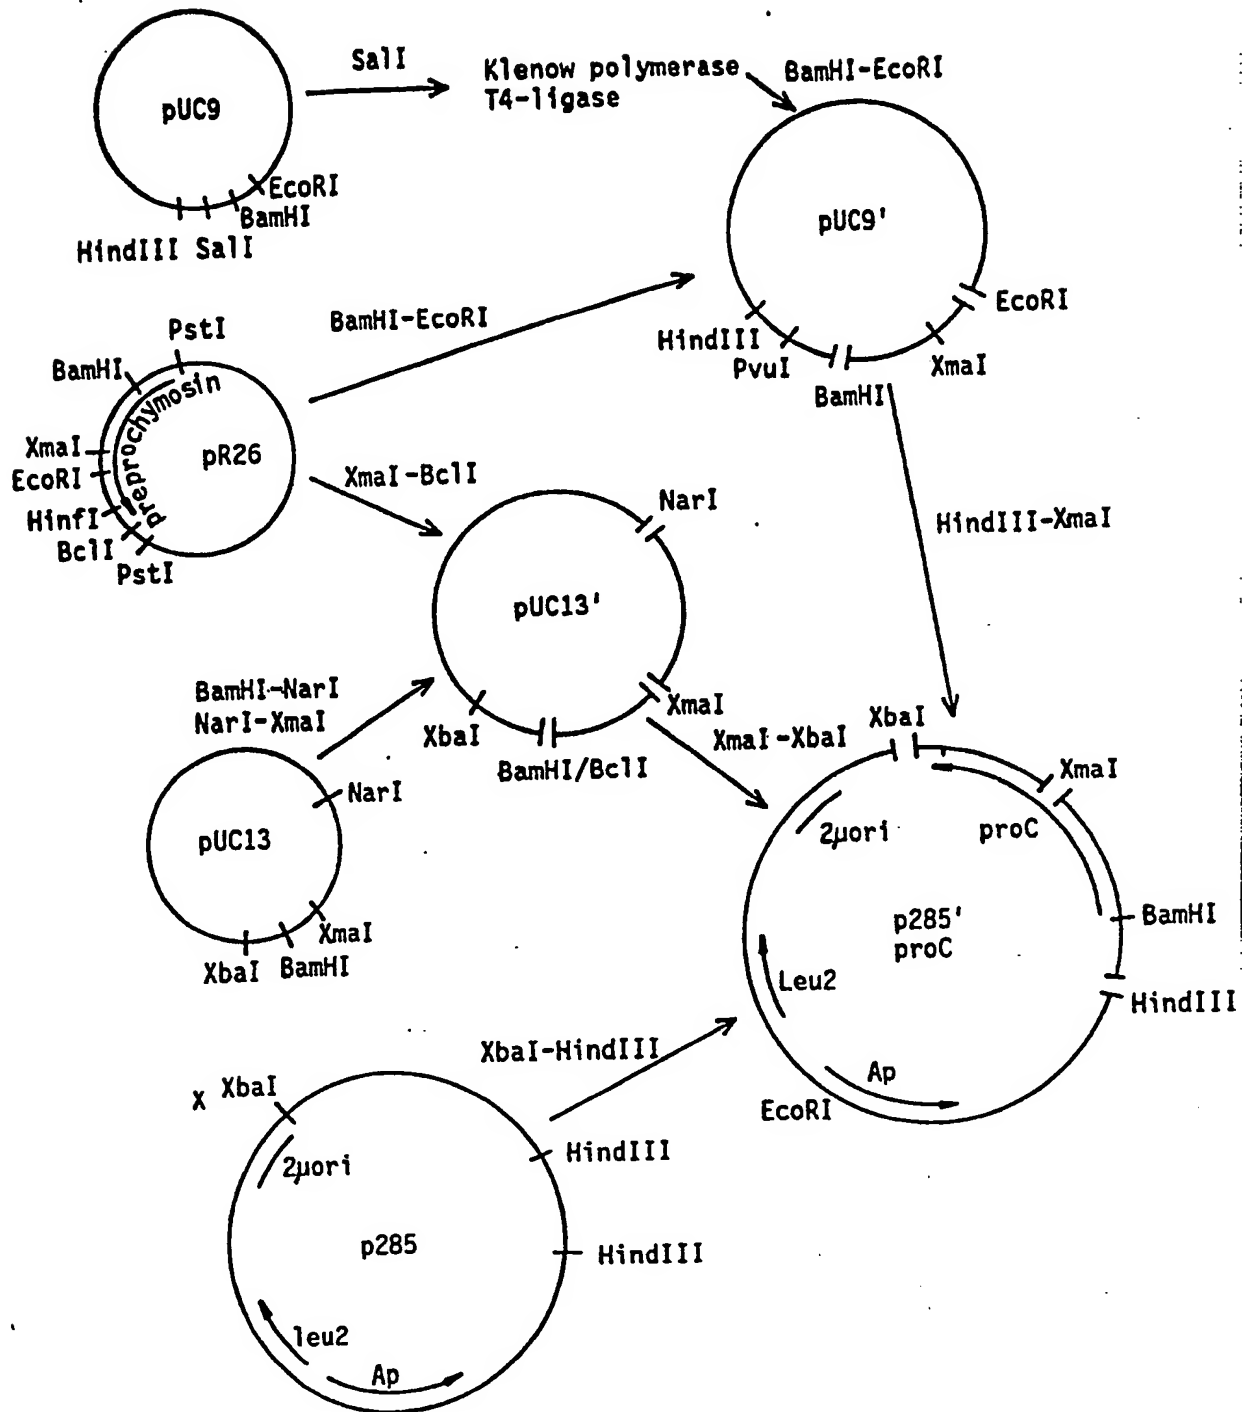 SalI
Klenow polymerase
T4-ligase
BamHI-EcoRI
pUC9
EcoRI
BamHI
HindIII SalI
pUC9'
EcoRI
HindIII
PvuI
BamHI
XmaI
BamHI-EcoRI
PstI
BamHI
preprochymosin
XmaI
EcoRI
pR26
HinfI
BclI
PstI
XmaI-BclI
HindIII-XmaI
NarI
pUC13'
XbaI
XmaI
BamHI/BclI
BamHI-NarI
NarI-XmaI
XmaI-XbaI
NarI
pUC13
XmaI
XbaI BamHI
XbaI
XmaI
2µori
proC
BamHI
p285'
proC
Leu2
HindIII
Ap
EcoRI
XbaI-HindIII
X XbaI
2µori
HindIII
p285
HindIII
leu2
Ap